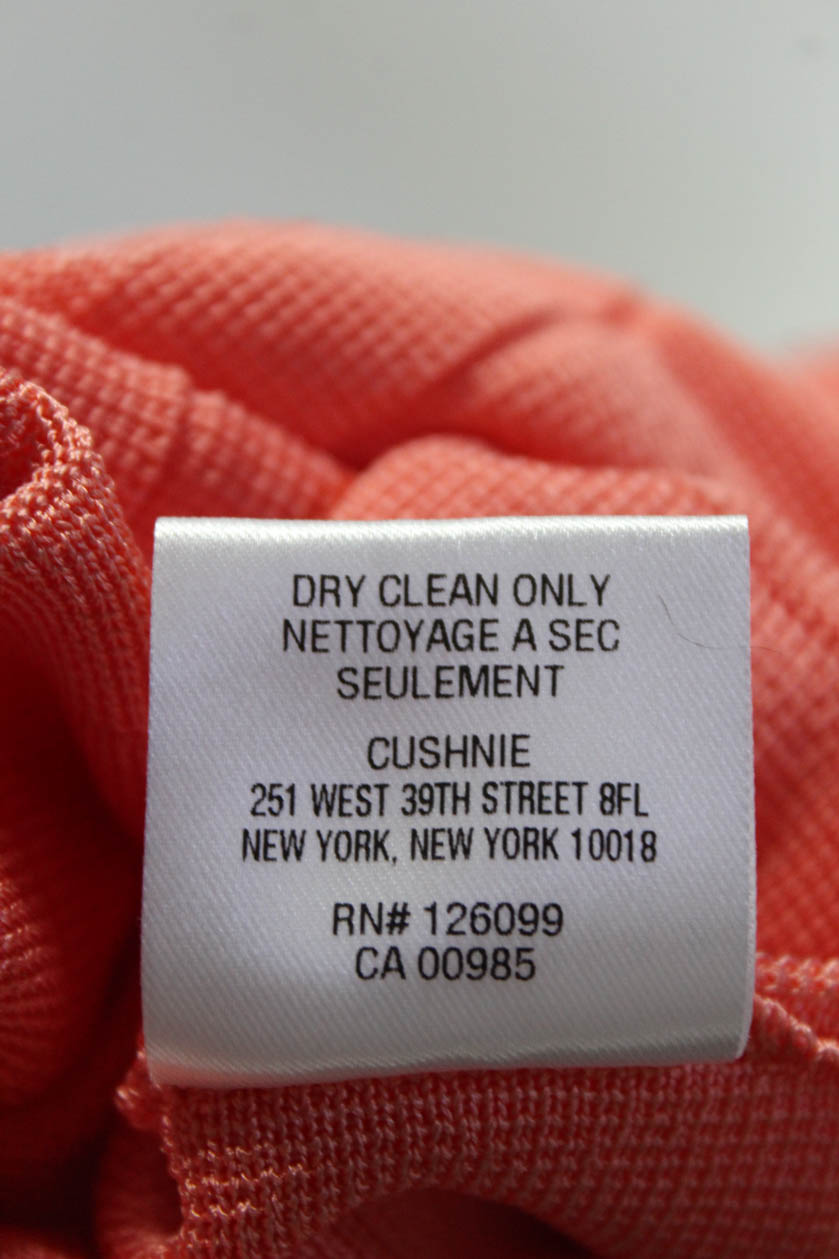 DRY CLEAN ONLY
NETTOYAGE A SEC
SEULEMENT
CUSHNIE
251 WEST 39TH STREET 8FL
NEW YORK, NEW YORK 10018
RN# 126099
CA 00985